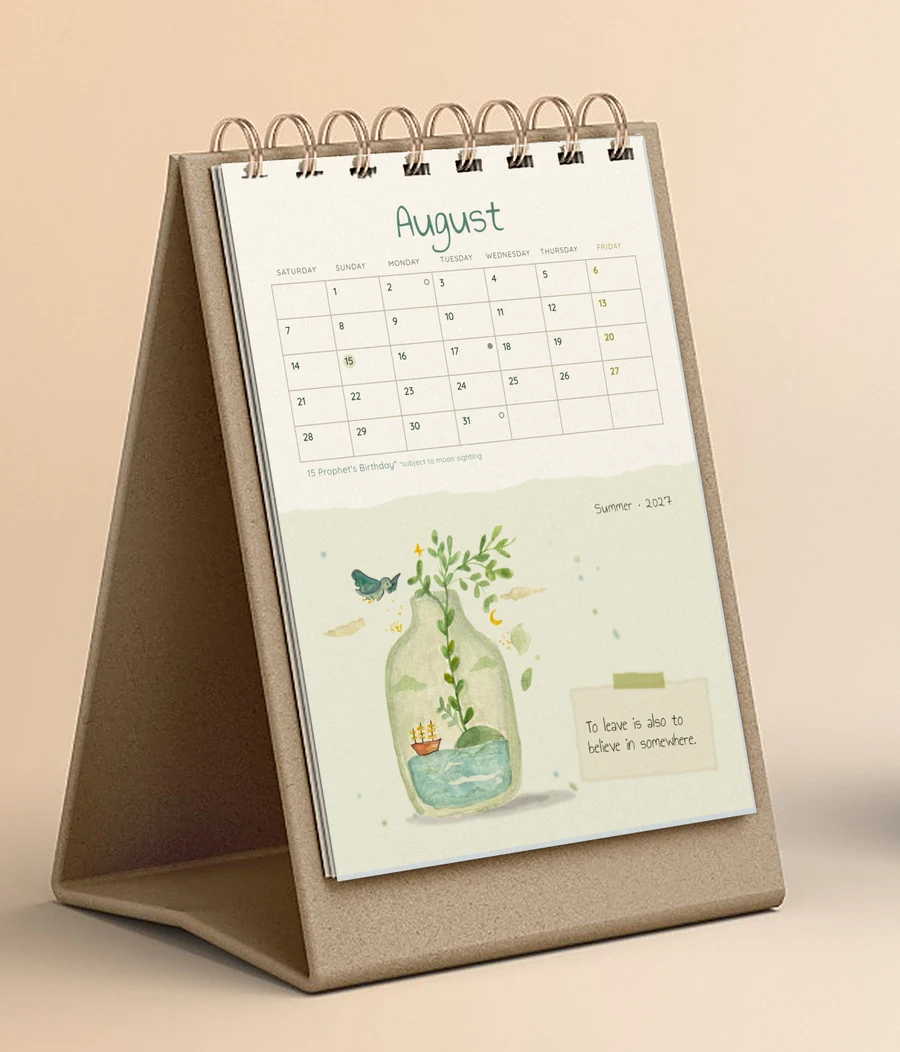 August
SATURDAY SUNDAY MONDAY TUESDAY WEDNESDAY THURSDAY FRIDAY
1 2 3 4 5 6
7 8 9 10 11 12 13
14 15 16 17 18 19 20
21 22 23 24 25 26 27
28 29 30 31
15 Prophet's Birthday* *subject to moon sighting
Summer · 2027
To leave is also to
believe in somewhere.